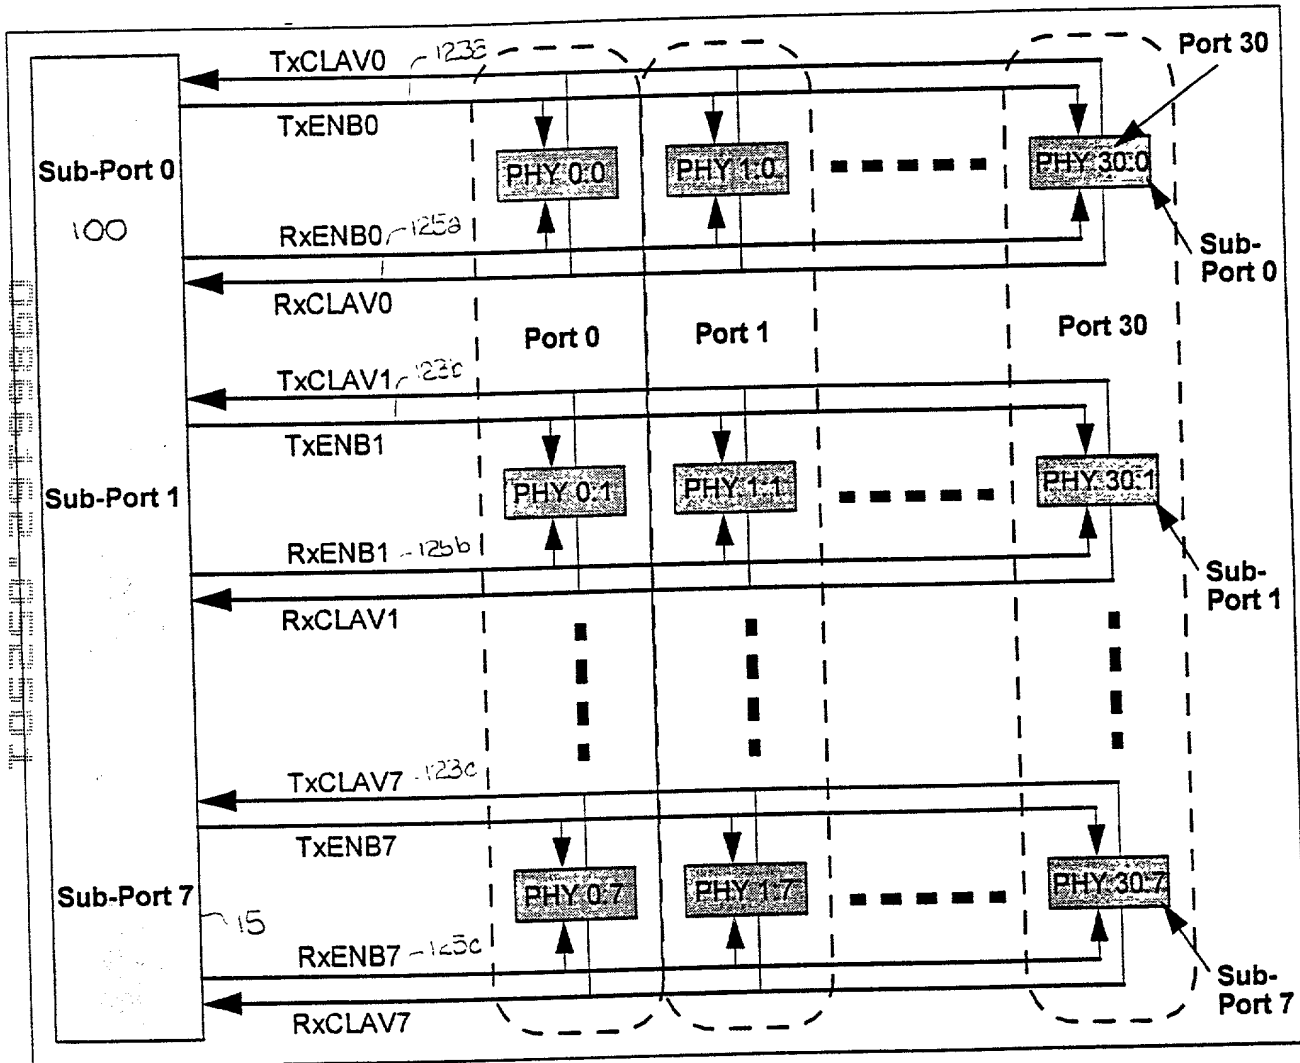 TxCLAV0
123a
Port 30
TxENB0
Sub-Port 0
PHY 0:0
PHY 1:0
PHY 30:0
100
RxENB0
125a
Sub-
Port 0
RxCLAV0
Port 0
Port 1
Port 30
TxCLAV1
123b
TxENB1
Sub-Port 1
PHY 0:1
PHY 1:1
PHY 30:1
RxENB1
125b
Sub-
Port 1
RxCLAV1
TxCLAV7
123c
TxENB7
Sub-Port 7
PHY 0:7
PHY 1:7
PHY 30:7
15
RxENB7
125c
Sub-
Port 7
RxCLAV7